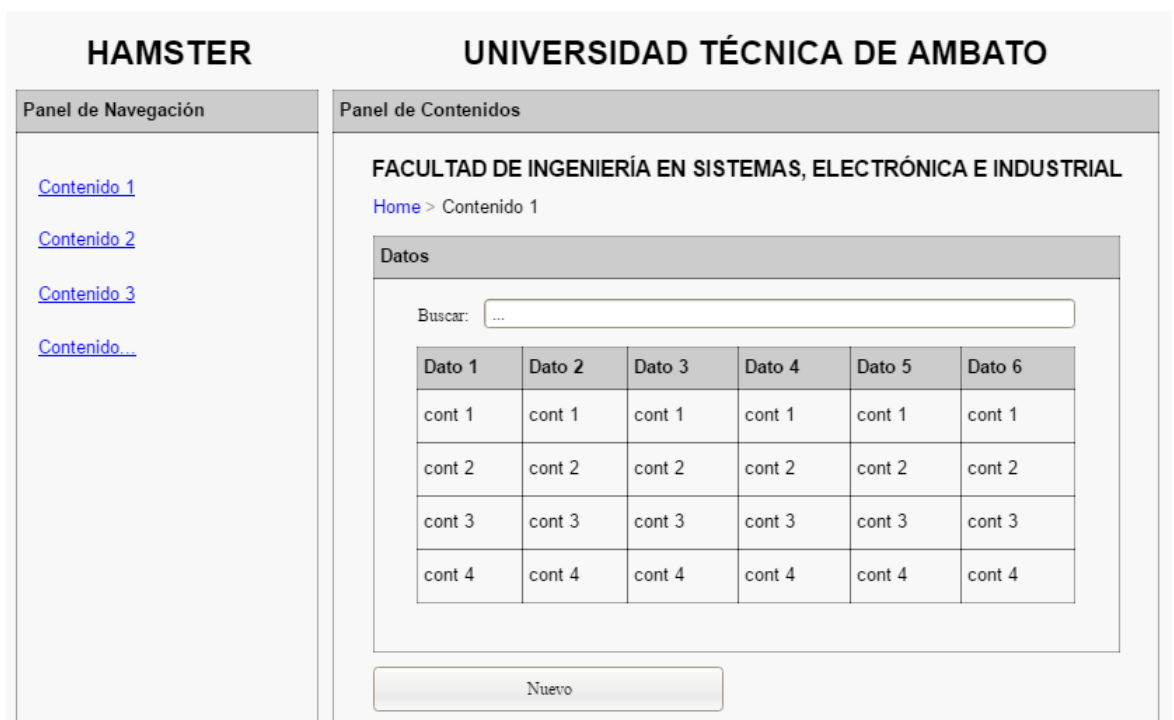 HAMSTER
UNIVERSIDAD TÉCNICA DE AMBATO
Panel de Navegación
Contenido 1
Contenido 2
Contenido 3
Contenido...
Panel de Contenidos
FACULTAD DE INGENIERÍA EN SISTEMAS, ELECTRÓNICA E INDUSTRIAL
Home > Contenido 1
Datos
Buscar: ...
Dato 1 Dato 2 Dato 3 Dato 4 Dato 5 Dato 6
cont 1 cont 1 cont 1 cont 1 cont 1 cont 1
cont 2 cont 2 cont 2 cont 2 cont 2 cont 2
cont 3 cont 3 cont 3 cont 3 cont 3 cont 3
cont 4 cont 4 cont 4 cont 4 cont 4 cont 4
Nuevo